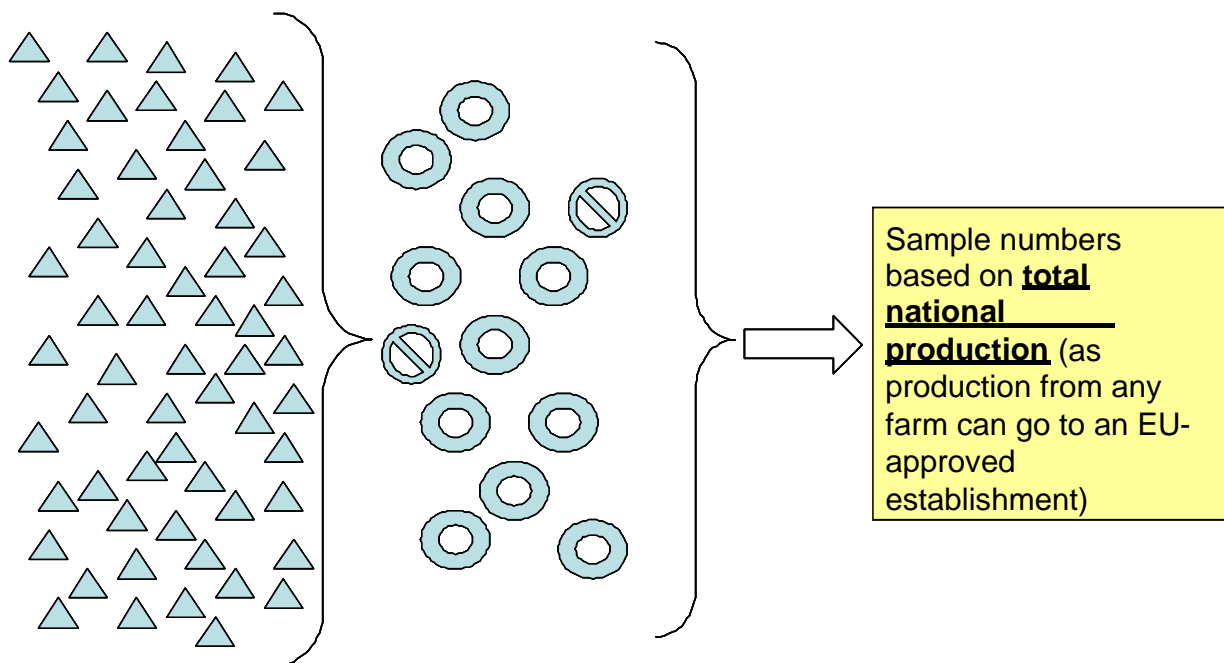 Sample numbers
based on total
national
production (as
production from any
farm can go to an EU-
approved
establishment)